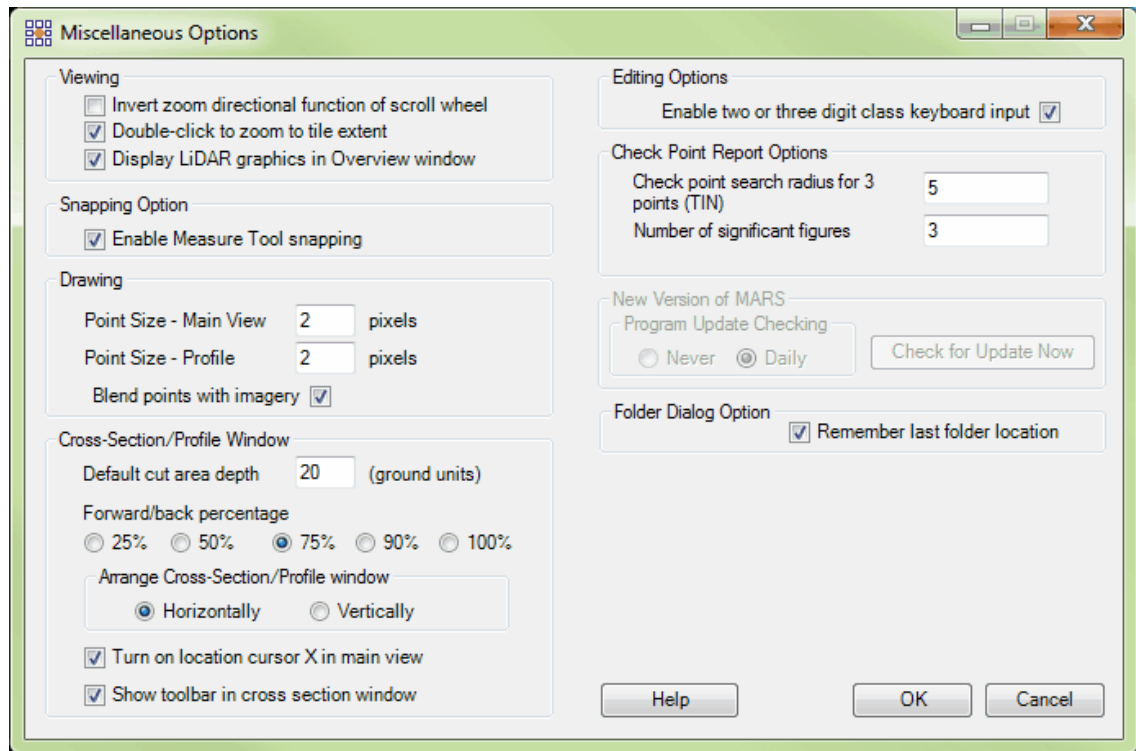 Miscellaneous Options
Viewing
Invert zoom directional function of scroll wheel
Double-click to zoom to tile extent
Display LiDAR graphics in Overview window
Snapping Option
Enable Measure Tool snapping
Drawing
Point Size - Main View 2 pixels
Point Size - Profile 2 pixels
Blend points with imagery
Cross-Section/Profile Window
Default cut area depth 20 (ground units)
Forward/back percentage
25% 50% 75% 90% 100%
Arrange Cross-Section/Profile window
Horizontally Vertically
Turn on location cursor X in main view
Show toolbar in cross section window
Editing Options
Enable two or three digit class keyboard input
Check Point Report Options
Check point search radius for 3
points (TIN) 5
Number of significant figures 3
New Version of MARS
Program Update Checking
Never Daily Check for Update Now
Folder Dialog Option
Remember last folder location
Help OK Cancel